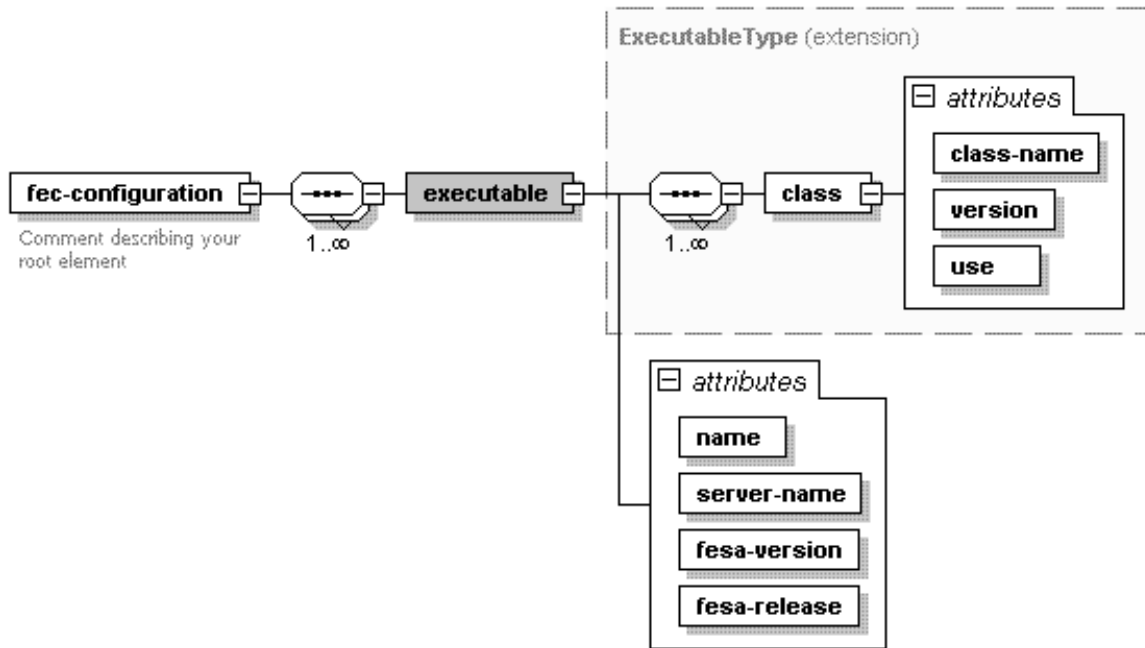 ExecutableType (extension)
attributes
class-name
fec-configuration
executable
class
version
Comment describing your
root element
1..∞
1..∞
use
attributes
name
server-name
fesa-version
fesa-release